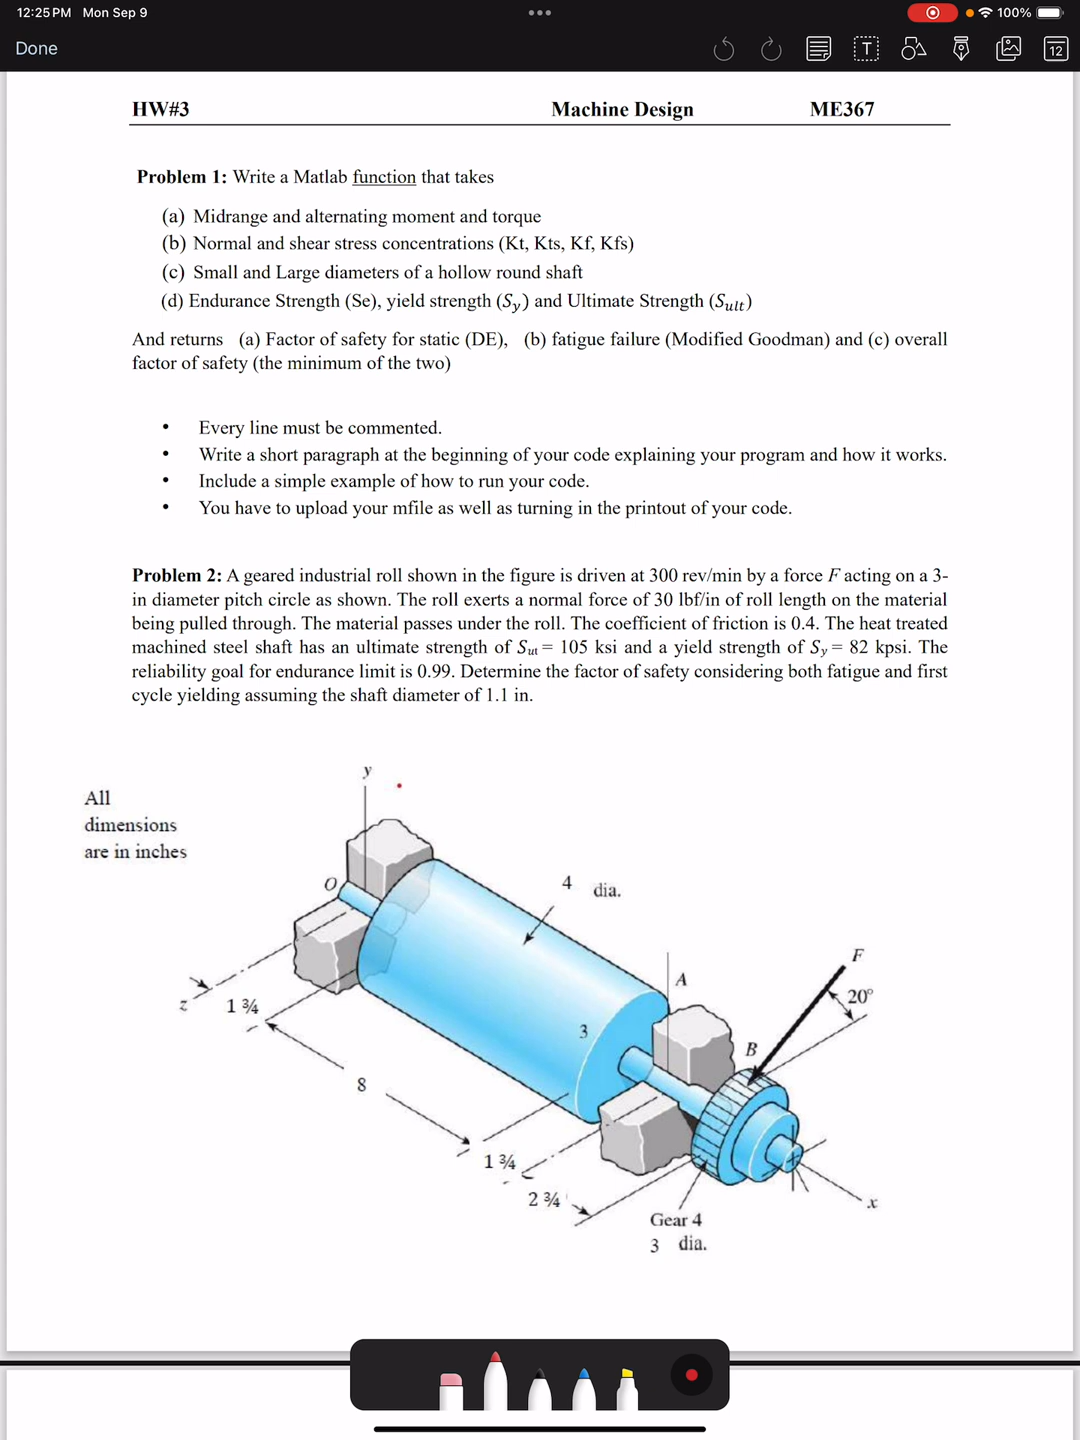 12:25 PM Mon Sep 9
100%
Done
T
12
HW#3 Machine Design ME367
Problem 1: Write a Matlab function that takes
(a) Midrange and alternating moment and torque
(b) Normal and shear stress concentrations (Kt, Kts, Kf, Kfs)
(c) Small and Large diameters of a hollow round shaft
(d) Endurance Strength (Se), yield strength (Sy) and Ultimate Strength (Sult)
And returns (a) Factor of safety for static (DE), (b) fatigue failure (Modified Goodman) and (c) overall
factor of safety (the minimum of the two)
• Every line must be commented.
• Write a short paragraph at the beginning of your code explaining your program and how it works.
• Include a simple example of how to run your code.
• You have to upload your mfile as well as turning in the printout of your code.
Problem 2: A geared industrial roll shown in the figure is driven at 300 rev/min by a force F acting on a 3-
in diameter pitch circle as shown. The roll exerts a normal force of 30 lbf/in of roll length on the material
being pulled through. The material passes under the roll. The coefficient of friction is 0.4. The heat treated
machined steel shaft has an ultimate strength of Sut = 105 ksi and a yield strength of Sy = 82 kpsi. The
reliability goal for endurance limit is 0.99. Determine the factor of safety considering both fatigue and first
cycle yielding assuming the shaft diameter of 1.1 in.
y
All
dimensions
are in inches
O
4 dia.
F
A
20°
z
1 3/4
3
B
8
1 3/4
2 3/4
x
Gear 4
3 dia.